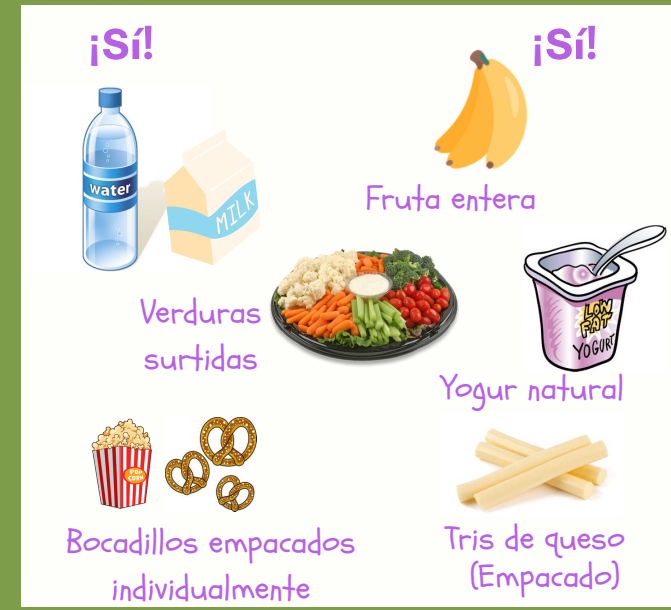 ¡Sí!
¡Sí!
water
MILK
Fruta entera
Verduras
surtidas
LOW
FAT
YOGURT
Yogur natural
POP
CORN
Bocadillos empacados
individualmente
Tris de queso
(Empacado)